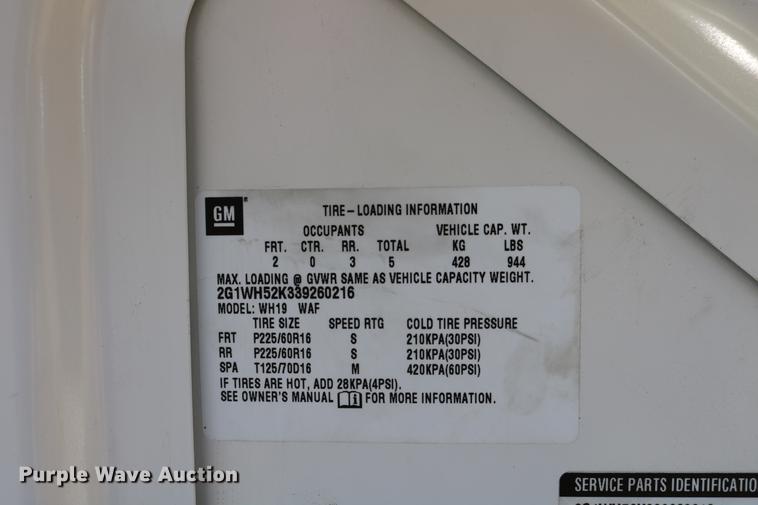 GM
TIRE-LOADING INFORMATION
OCCUPANTS VEHICLE CAP. WT.
FRT. CTR. RR. TOTAL KG LBS
2 0 3 5 428 944
MAX. LOADING @ GVWR SAME AS VEHICLE CAPACITY WEIGHT.
2G1WH52K339260216
MODEL: WH19 WAF
TIRE SIZE SPEED RTG COLD TIRE PRESSURE
FRT P225/60R16 S 210KPA(30PSI)
RR P225/60R16 S 210KPA(30PSI)
SPA T125/70D16 M 420KPA(60PSI)
IF TIRES ARE HOT, ADD 28KPA(4PSI).
SEE OWNER'S MANUAL FOR MORE INFORMATION.
Purple Wave Auction
SERVICE PARTS IDENTIFICATIO